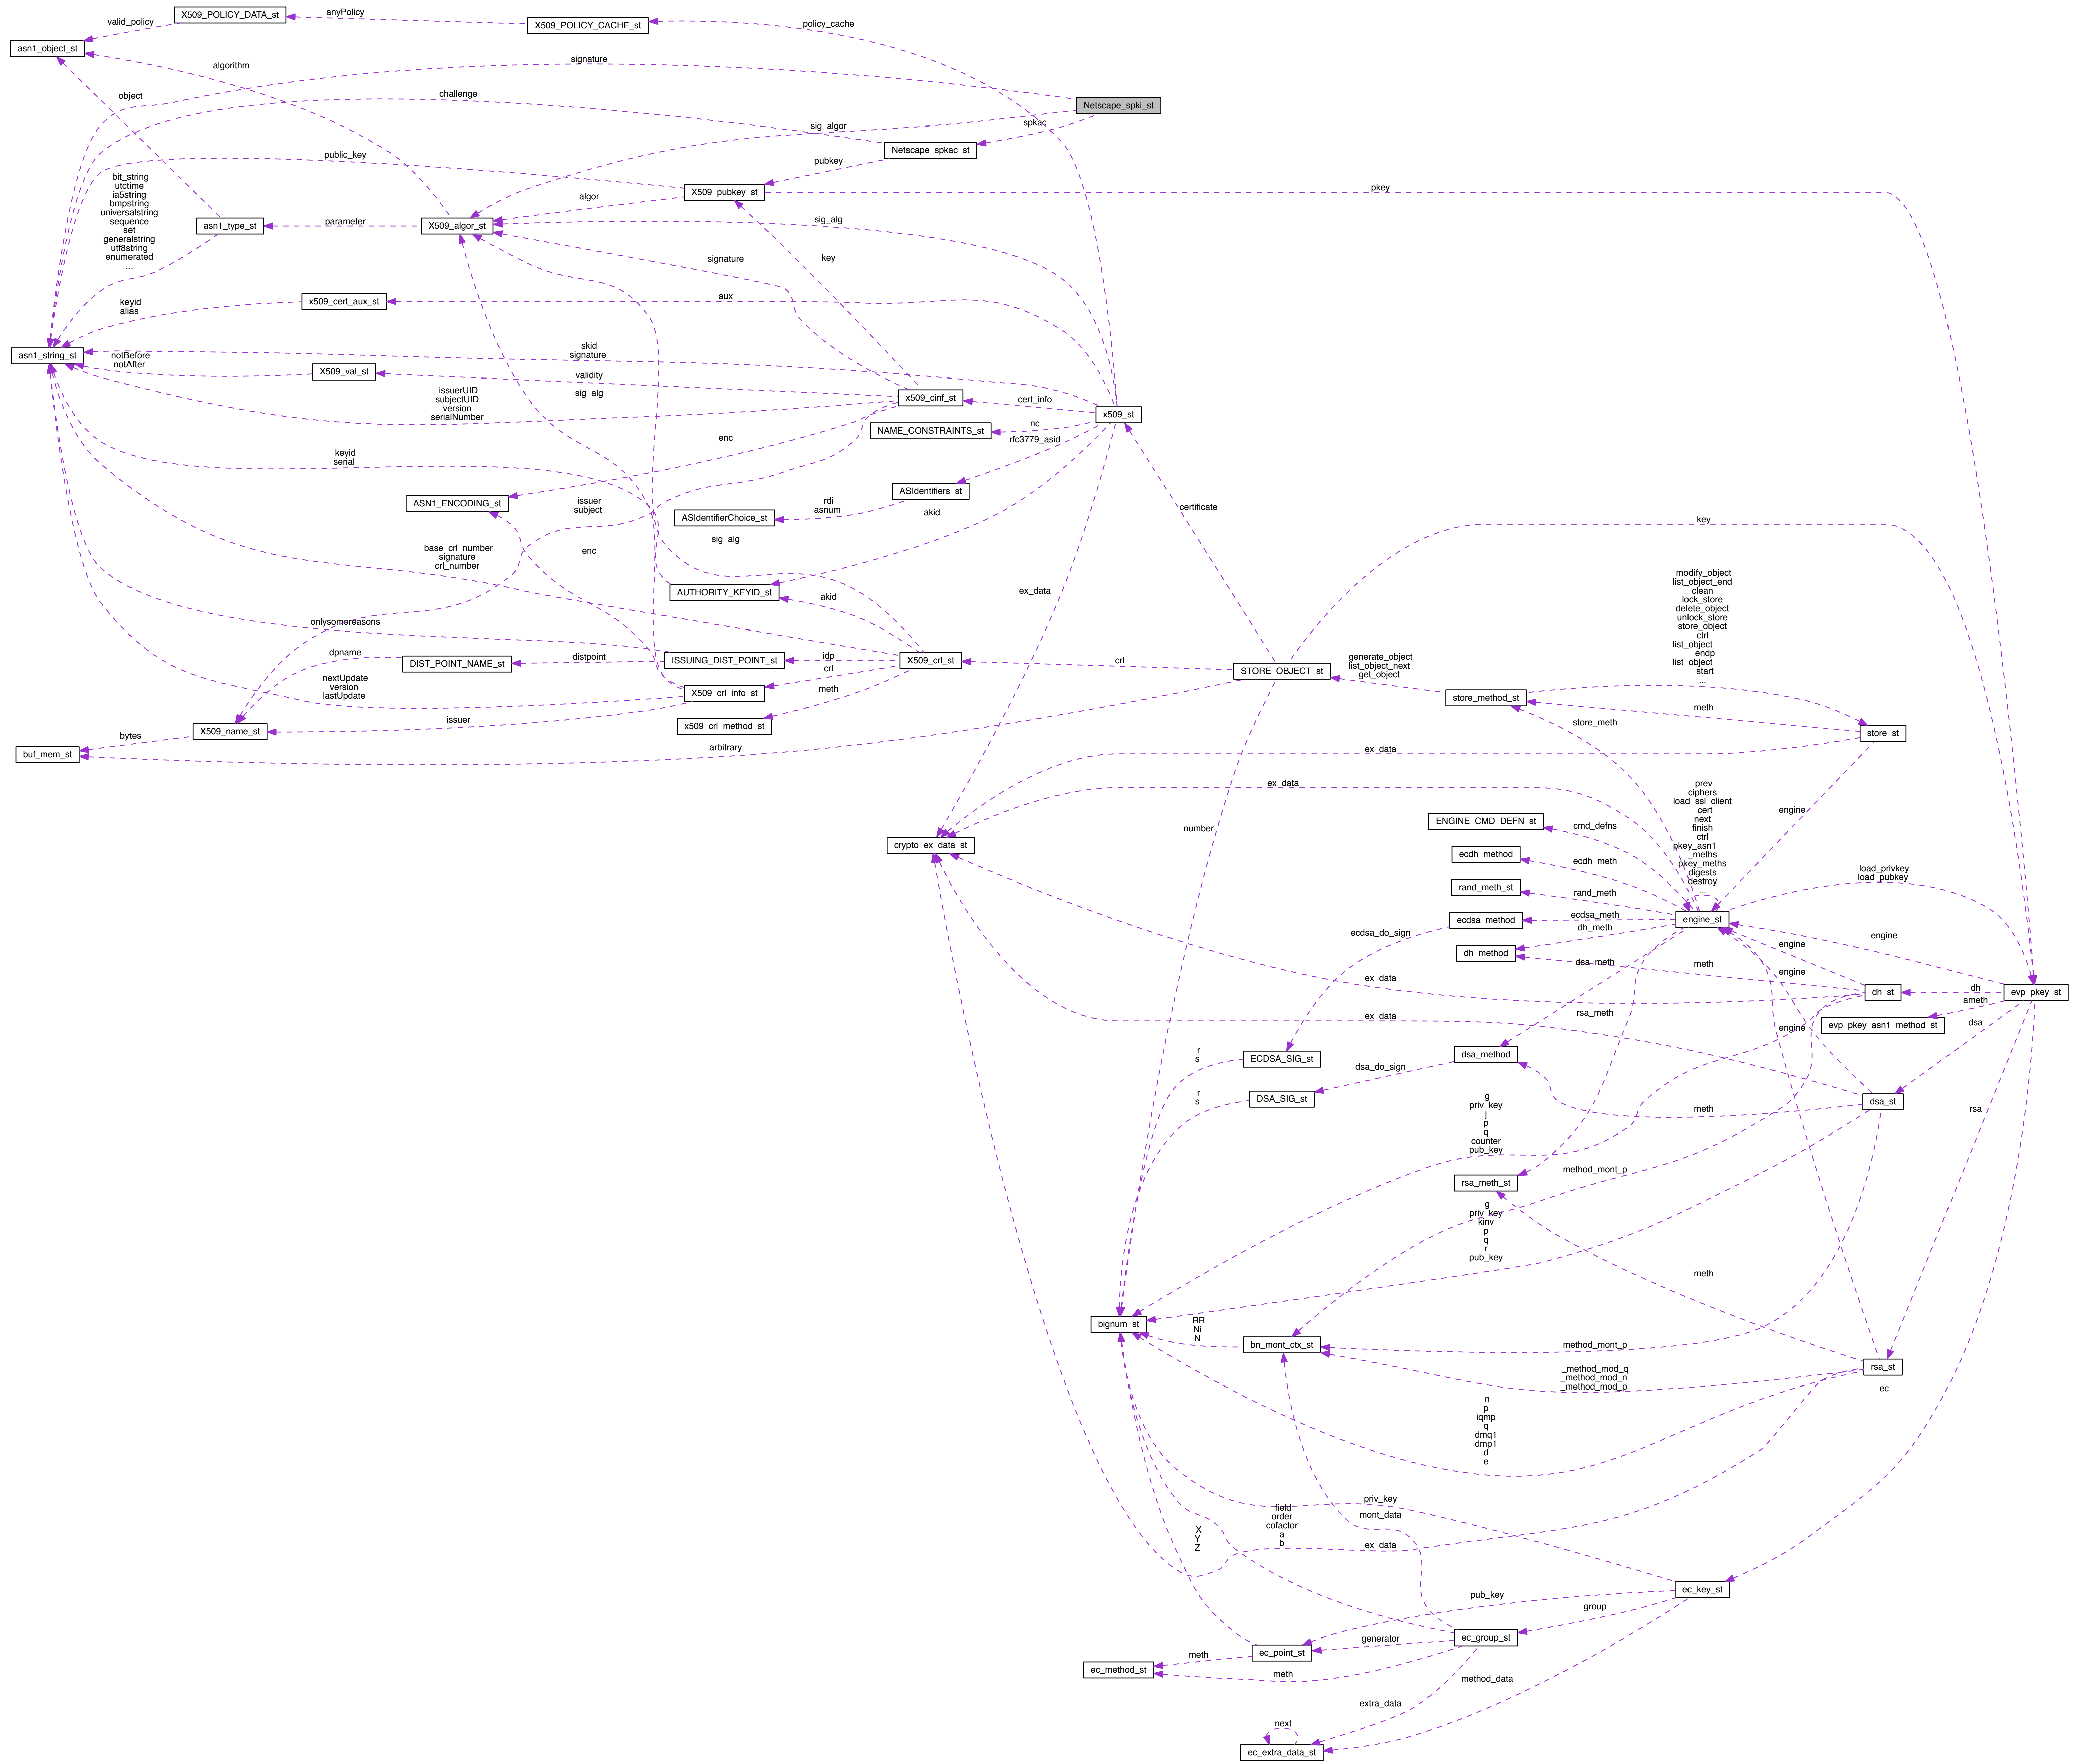 X509_POLICY_DATA_st
anyPolicy
valid_policy
X509_POLICY_CACHE_st
policy_cache
asn1_object_st
signature
algorithm
challenge
object
Netscape_spki_st
spkac
sig_algor
Netscape_spkac_st
public_key
pubkey
bit_string
utctime
ia5string
bmpstring
universalstring
sequence
set
generalstring
utf8string
enumerated
...
X509_pubkey_st
pkey
algor
asn1_type_st
parameter
X509_algor_st
sig_alg
signature
key
keyid
alias
x509_cert_aux_st
aux
asn1_string_st
notBefore
notAfter
X509_val_st
skid
signature
validity
issuerUID
subjectUID
version
serialNumber
sig_alg
x509_cinf_st
cert_info
x509_st
NAME_CONSTRAINTS_st
nc
rfc3779_asid
enc
keyid
serial
ASN1_ENCODING_st
issuer
subject
ASIdentifiers_st
rdi
asnum
ASIdentifierChoice_st
akid
certificate
key
sig_alg
base_crl_number
signature
crl_number
enc
AUTHORITY_KEYID_st
akid
ex_data
modify_object
list_object_end
clean
lock_store
delete_object
unlock_store
store_object
ctrl
list_object
_endp
list_object
_start
...
onlysomereasons
dpname
DIST_POINT_NAME_st
distpoint
ISSUING_DIST_POINT_st
idp
X509_crl_st
crl
STORE_OBJECT_st
generate_object
list_object_next
get_object
nextUpdate
version
lastUpdate
crl
X509_crl_info_st
meth
store_method_st
meth
X509_name_st
issuer
x509_crl_method_st
store_meth
store_st
bytes
buf_mem_st
arbitrary
ex_data
ex_data
prev
ciphers
load_ssl_client
_cert
next
finish
ctrl
pkey_asn1
_meths
pkey_meths
digests
destroy
...
engine
number
ENGINE_CMD_DEFN_st
cmd_defns
crypto_ex_data_st
ecdh_method
ecdh_meth
load_privkey
load_pubkey
rand_meth_st
rand_meth
ecdsa_method
ecdsa_meth
engine_st
ecdsa_do_sign
dh_meth
dh_method
engine
engine
dsa_meth
meth
engine
ex_data
dh_st
dh
evp_pkey_st
ameth
rsa_meth
ex_data
engine
evp_pkey_asn1_method_st
dsa
r
s
ECDSA_SIG_st
dsa_method
dsa_do_sign
r
s
DSA_SIG_st
g
priv_key
j
p
q
counter
pub_key
meth
dsa_st
rsa
method_mont_p
rsa_meth_st
g
priv_key
kinv
p
q
r
pub_key
meth
bignum_st
RR
Ni
N
bn_mont_ctx_st
method_mont_p
rsa_st
_method_mod_q
_method_mod_n
_method_mod_p
ec
n
p
iqmp
q
dmq1
dmp1
d
e
priv_key
field
order
cofactor
a
b
mont_data
X
Y
Z
ex_data
ec_key_st
pub_key
group
ec_group_st
generator
ec_point_st
meth
ec_method_st
meth
method_data
extra_data
next
ec_extra_data_st